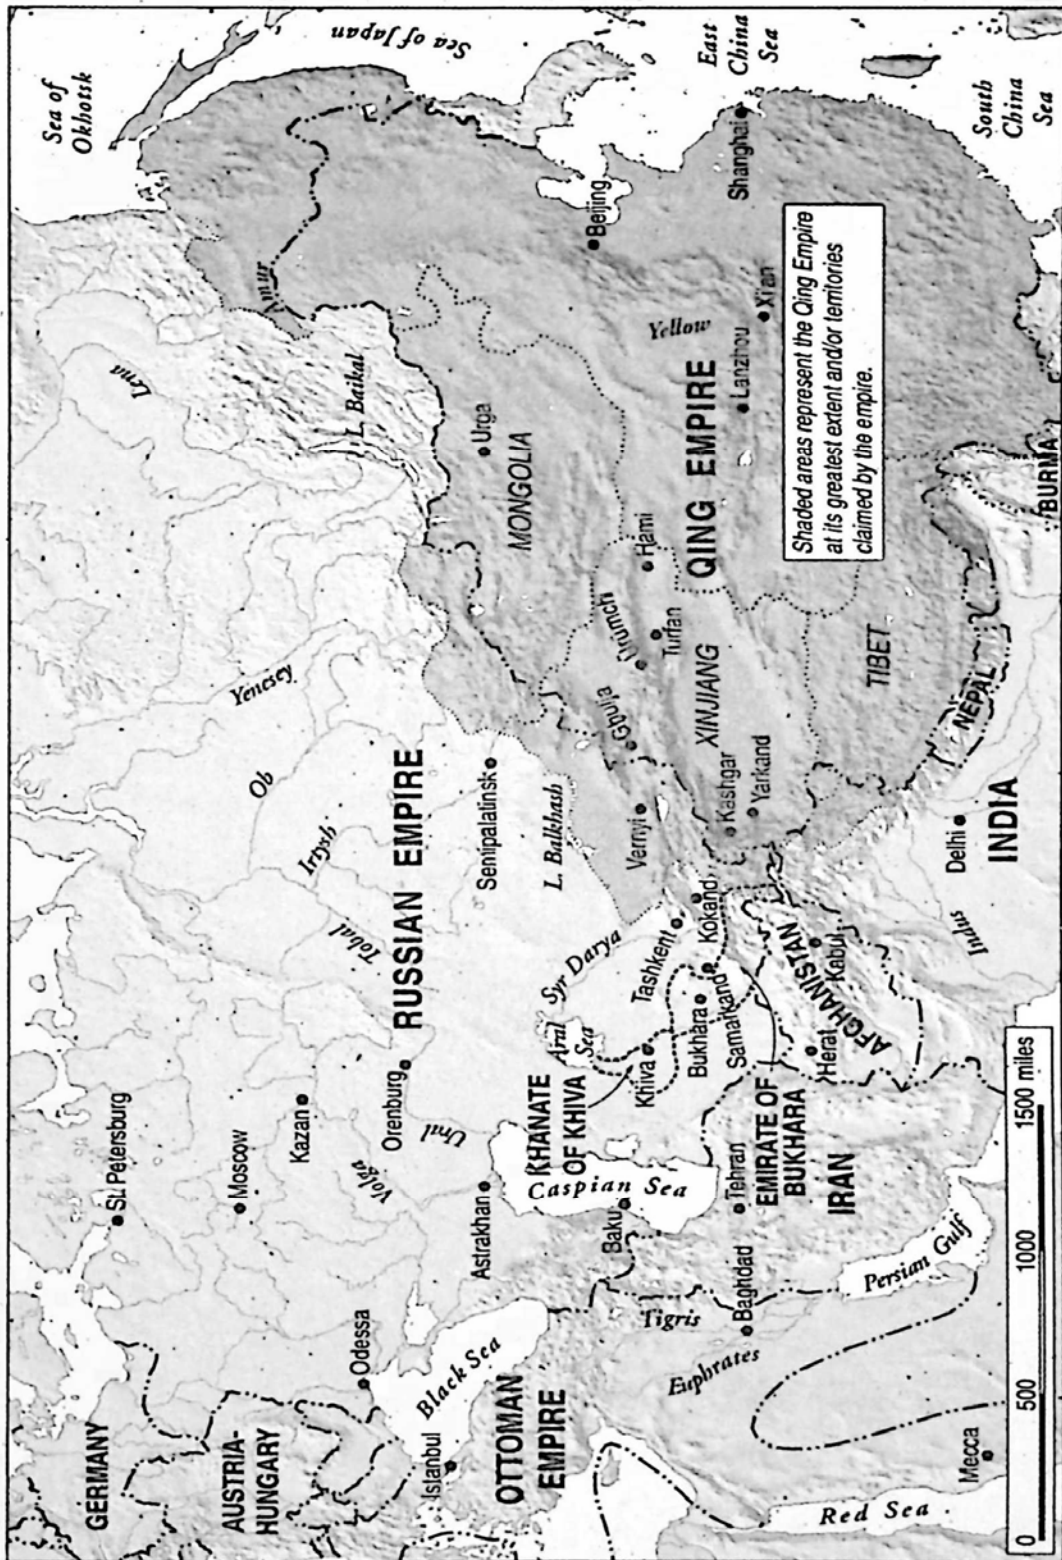 Sea of
Okhotsk
Sea of Japan
East
China
Sea
South
China
Sea
Lena
Amur
L. Baikal
Urga
MONGOLIA
Beijing
Shanghai
Yellow
Xi'an
Lanzhou
QING EMPIRE
Shaded areas represent the Qing Empire
at its greatest extent and/or territories
claimed by the empire.
BURMA
Yenesey
Ob
Irtysh
Tobal
RUSSIAN EMPIRE
Semipalatinsk
L. Balkhash
Hami
Urumchi
Turfan
Ghulja
XINJIANG
Vernyi
Kashgar
Yarkand
TIBET
NEPAL
INDIA
Delhi
Indus
St. Petersburg
Moscow
Kazan
Orenburg
Volga
Ural
Astrakhan
Aral
Sea
Syr Darya
Tashkent
Kokand
Khiva
Bukhara
Samarkand
KHANATE
OF KHIVA
Caspian Sea
Baku
Tehran
EMIRATE OF
BUKHARA
IRAN
AFGHANISTAN
Kabul
Herat
GERMANY
AUSTRIA-
HUNGARY
Odessa
Black Sea
Istanbul
OTTOMAN
EMPIRE
Tigris
Baghdad
Euphrates
Persian Gulf
Mecca
Red Sea
0
500
1000
1500 miles